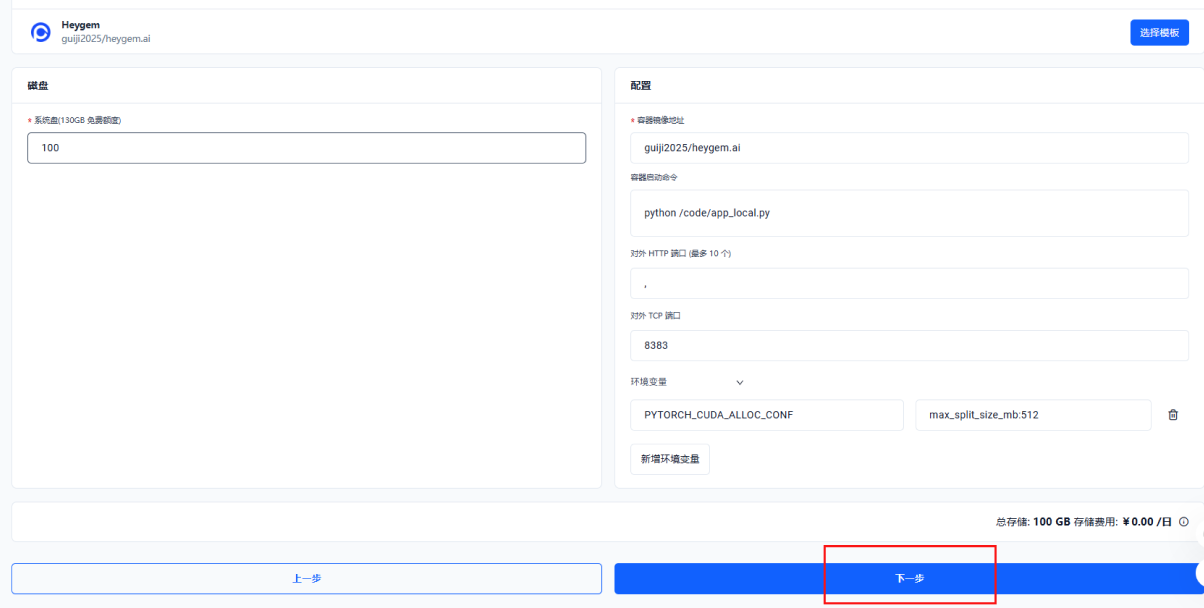 Heygem
guiji2025/heygem.ai
选择模板
磁盘
* 系统盘(130GB 免费额度)
100
配置
* 容器镜像地址
guiji2025/heygem.ai
容器启动命令
python /code/app_local.py
对外 HTTP 端口 (最多 10 个)
,
对外 TCP 端口
8383
环境变量
PYTORCH_CUDA_ALLOC_CONF
max_split_size_mb:512
新增环境变量
总存储: 100 GB 存储费用: ¥0.00 /日
上一步
下一步